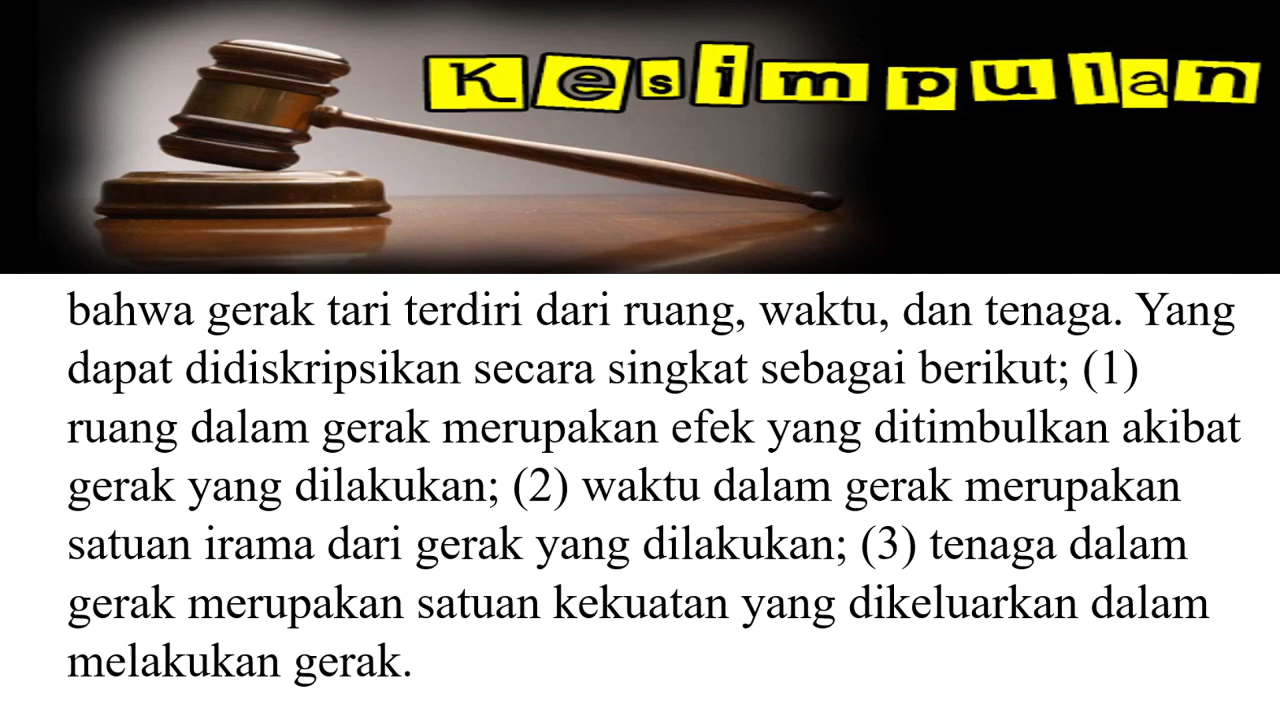 Kesimpulan
bahwa gerak tari terdiri dari ruang, waktu, dan tenaga. Yang
dapat didiskripsikan secara singkat sebagai berikut; (1)
ruang dalam gerak merupakan efek yang ditimbulkan akibat
gerak yang dilakukan; (2) waktu dalam gerak merupakan
satuan irama dari gerak yang dilakukan; (3) tenaga dalam
gerak merupakan satuan kekuatan yang dikeluarkan dalam
melakukan gerak.